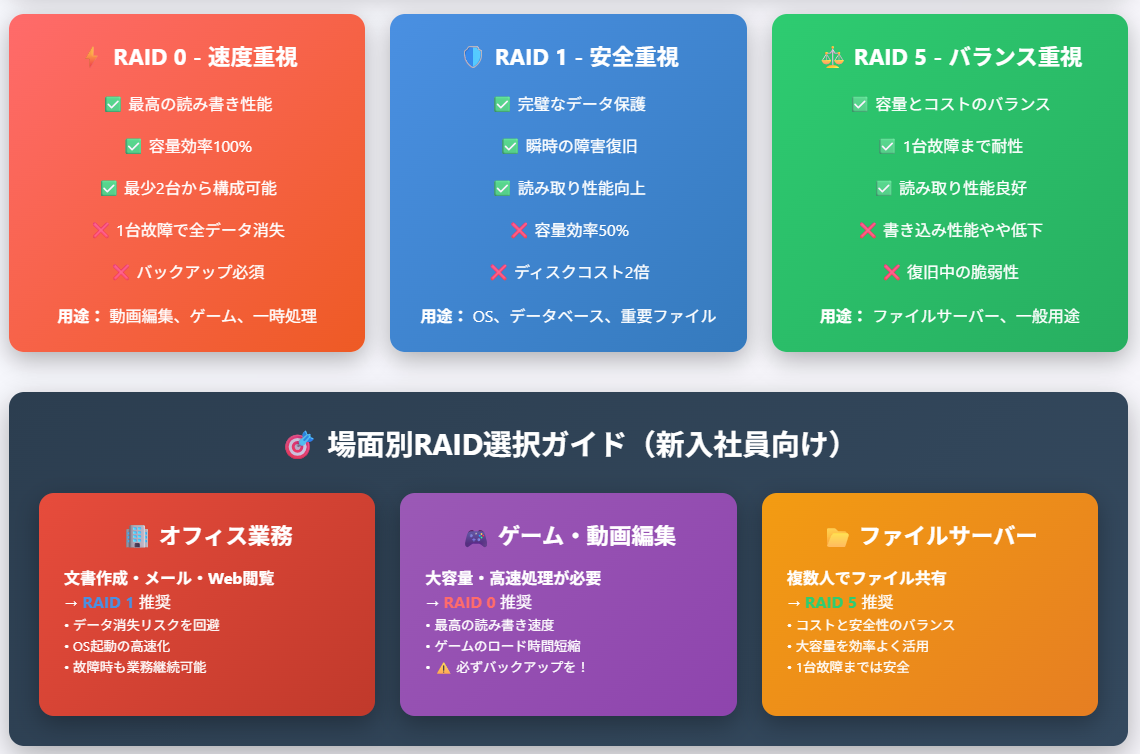 ⚡ RAID 0 - 速度重視
✅ 最高の読み書き性能
✅ 容量効率100%
✅ 最少2台から構成可能
❌ 1台故障で全データ消失
❌ バックアップ必須
用途： 動画編集、ゲーム、一時処理
🛡️ RAID 1 - 安全重視
✅ 完璧なデータ保護
✅ 瞬時の障害復旧
✅ 読み取り性能向上
❌ 容量効率50%
❌ ディスクコスト2倍
用途： OS、データベース、重要ファイル
⚖️ RAID 5 - バランス重視
✅ 容量とコストのバランス
✅ 1台故障まで耐性
✅ 読み取り性能良好
❌ 書き込み性能やや低下
❌ 復旧中の脆弱性
用途： ファイルサーバー、一般用途
🎯 場面別RAID選択ガイド（新入社員向け）
🏢 オフィス業務
文書作成・メール・Web閲覧
→ RAID 1 推奨
• データ消失リスクを回避
• OS起動の高速化
• 故障時も業務継続可能
🎮 ゲーム・動画編集
大容量・高速処理が必要
→ RAID 0 推奨
• 最高の読み書き速度
• ゲームのロード時間短縮
• ⚠️ 必ずバックアップを！
📂 ファイルサーバー
複数人でファイル共有
→ RAID 5 推奨
• コストと安全性のバランス
• 大容量を効率よく活用
• 1台故障までは安全